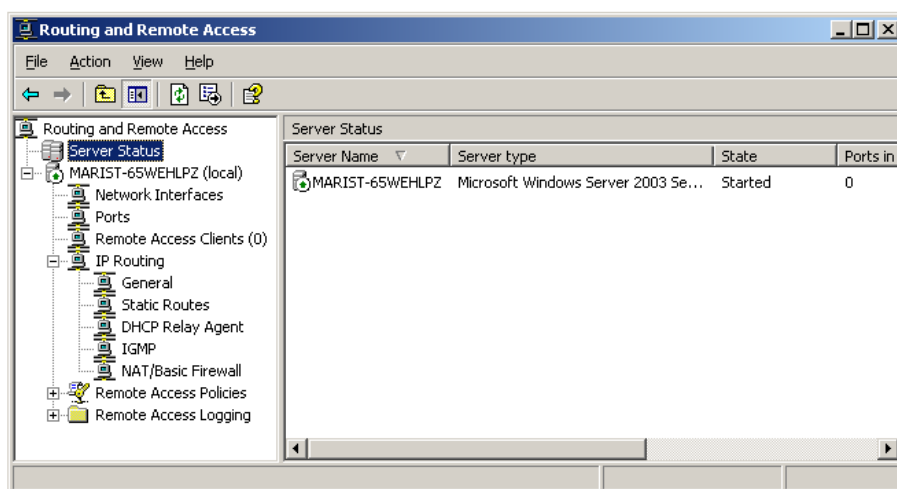 Routing and Remote Access
File Action View Help
Routing and Remote Access
Server Status
MARIST-65WEHLPZ (local)
Network Interfaces
Ports
Remote Access Clients (0)
IP Routing
General
Static Routes
DHCP Relay Agent
IGMP
NAT/Basic Firewall
Remote Access Policies
Remote Access Logging
Server Status
Server Name Server type State Ports in
MARIST-65WEHLPZ Microsoft Windows Server 2003 Se... Started 0